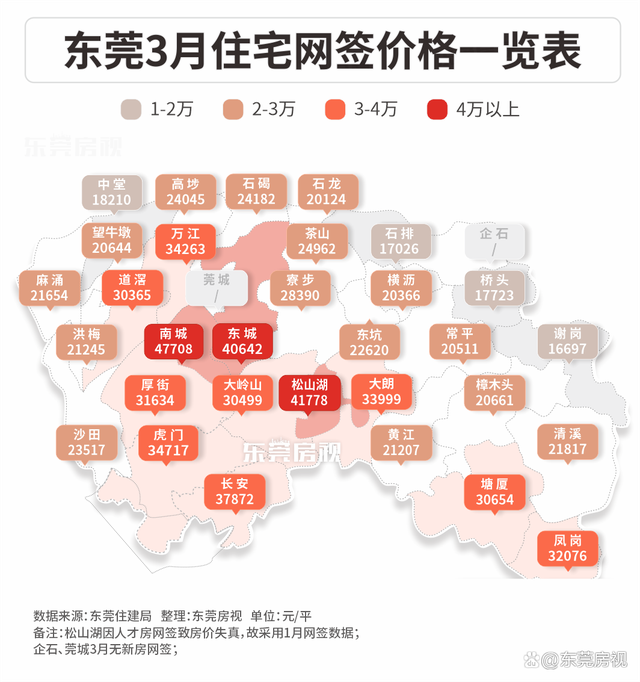 东莞3月住宅网签价格一览表
1-2万 2-3万 3-4万 4万以上
东莞房视
中堂 18210
高埗 24045
石碣 24182
石龙 20124
望牛墩 20644
万江 34263
茶山 24962
石排 17026
企石 /
麻涌 21654
道滘 30365
莞城 /
寮步 28390
横沥 20366
桥头 17723
洪梅 21245
南城 47708
东城 40642
东坑 22620
常平 20511
谢岗 16697
厚街 31634
大岭山 30499
松山湖 41778
大朗 33999
樟木头 20661
沙田 23517
虎门 34717
东莞房视
黄江 21207
清溪 21817
长安 37872
塘厦 30654
凤岗 32076
数据来源：东莞住建局 整理：东莞房视 单位：元/平
备注：松山湖因人才房网签致房价失真，故采用1月网签数据；
企石、莞城3月无新房网签；
@东莞房视